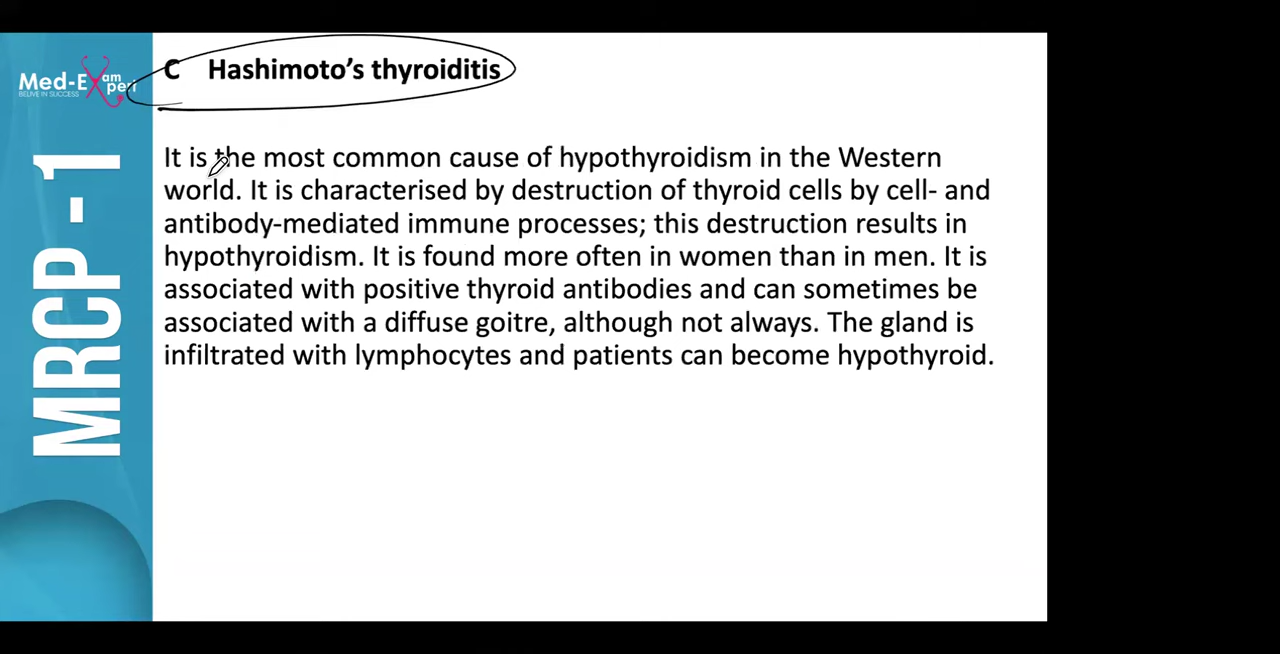 Med-Exam
pert
BELIVE IN SUCCESS
MRCP - 1
C Hashimoto's thyroiditis
It is the most common cause of hypothyroidism in the Western
world. It is characterised by destruction of thyroid cells by cell- and
antibody-mediated immune processes; this destruction results in
hypothyroidism. It is found more often in women than in men. It is
associated with positive thyroid antibodies and can sometimes be
associated with a diffuse goitre, although not always. The gland is
infiltrated with lymphocytes and patients can become hypothyroid.